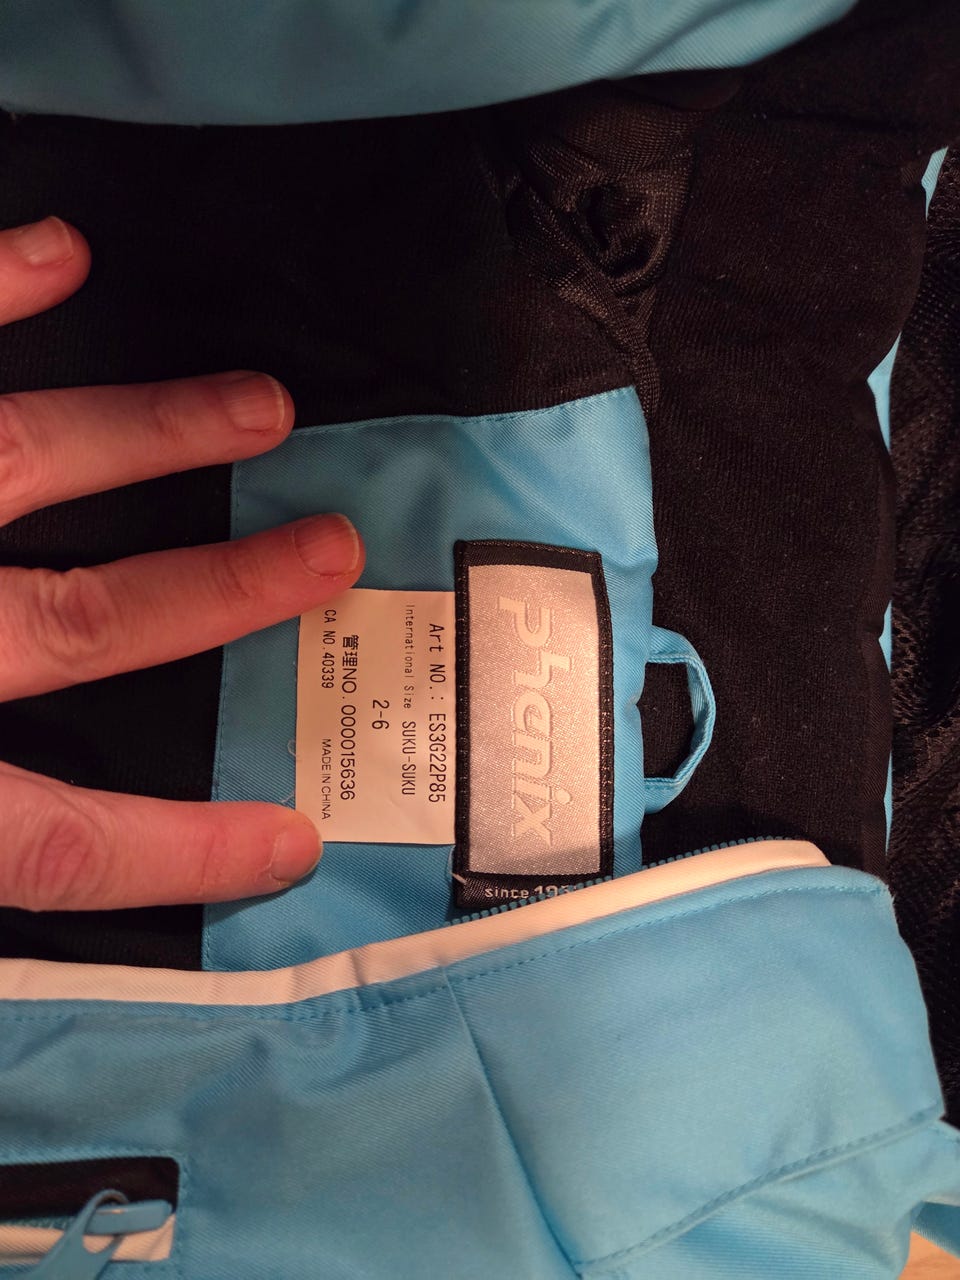 Phenix
since 19
Art NO.: ES3G22P85
International Size SUKU-SUKU
2-6
管理NO. 000015636
CA NO.40339 MADE IN CHINA